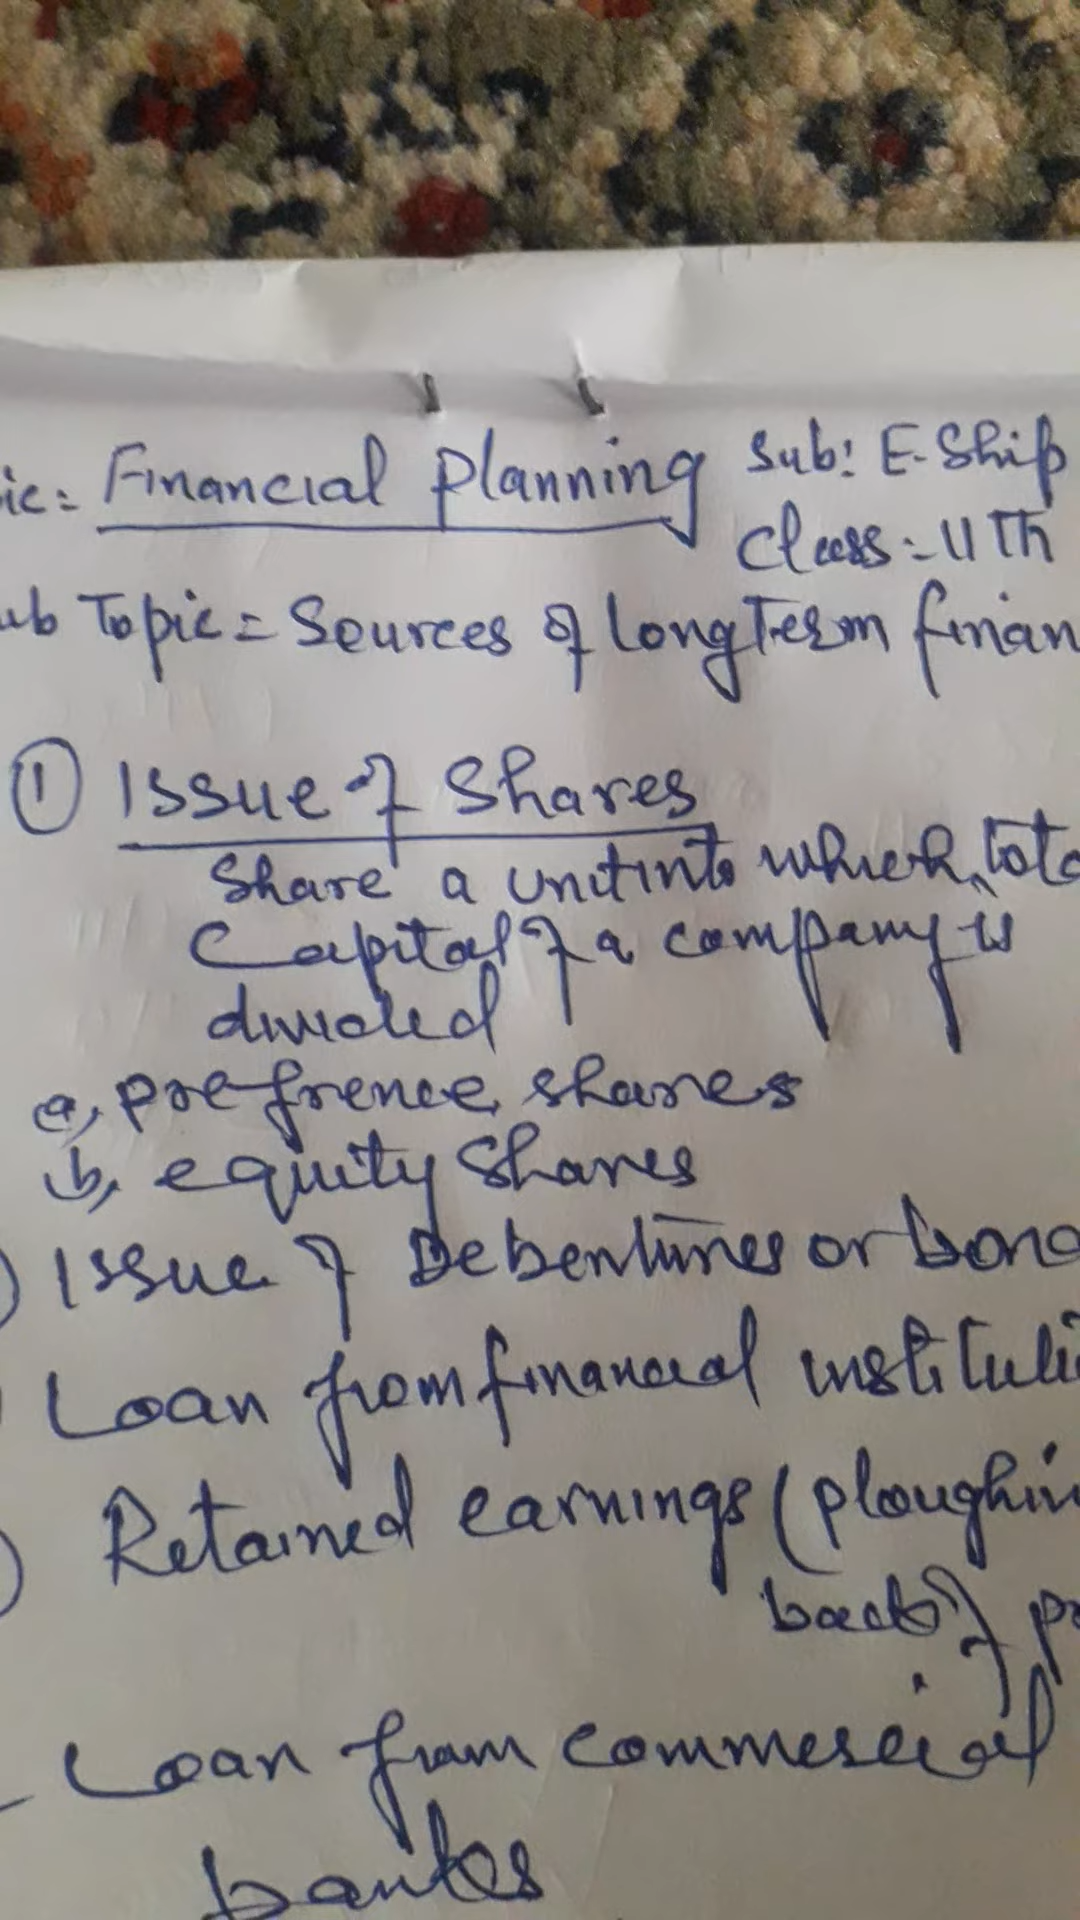 ic: Financial Planning Sub: E-Ship
Class:- 11Th
ub Topic = Sources of long Term finan
① Issue of Shares
Share a unit into which tota
Capital of a company is
divided
a, prefrence shares
b, equity Shares
) Issue of Debentures or bond
Loan from financial instituti
) Retained earnings (ploughin
back of pr
Loan from commercial
banks